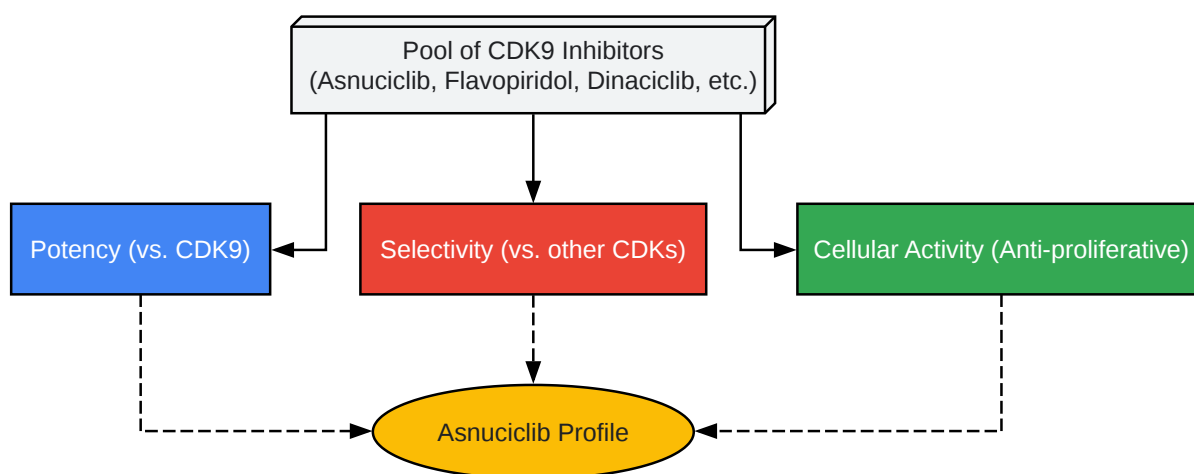 Pool of CDK9 Inhibitors
(Asnuciclib, Flavopiridol, Dinaciclib, etc.)
Potency (vs. CDK9)
Selectivity (vs. other CDKs)
Cellular Activity (Anti-proliferative)
Asnuciclib Profile